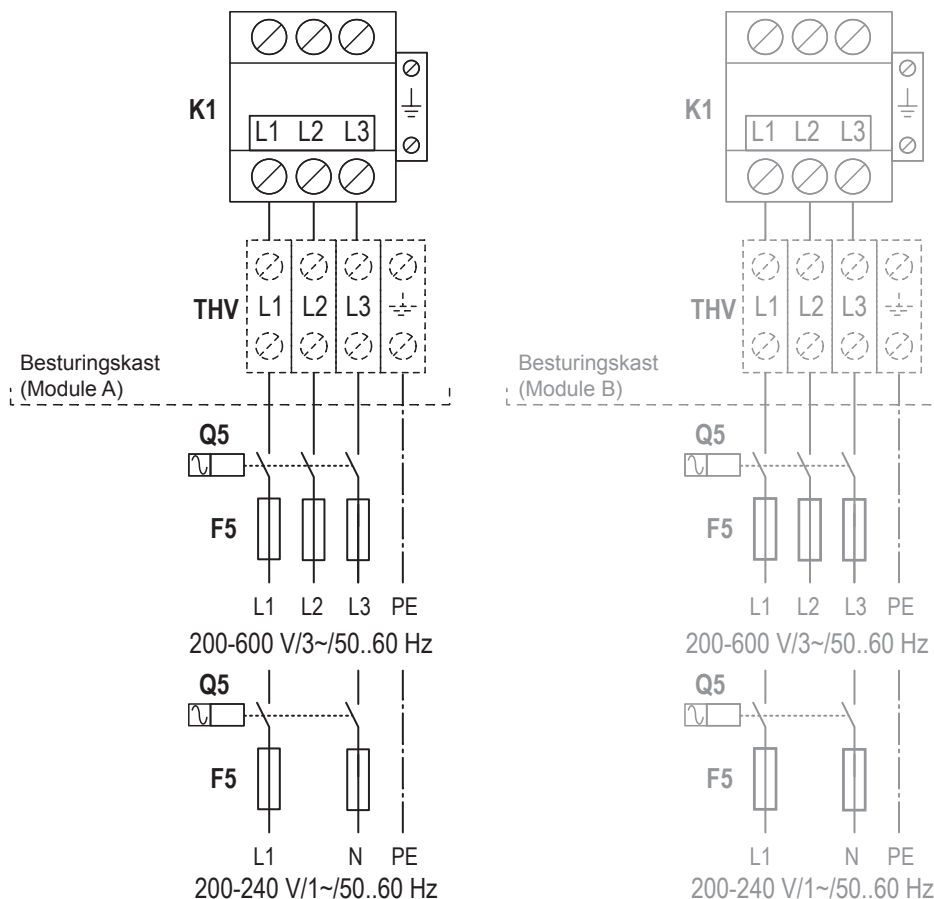 K1
L1 L2 L3
THV L1 L2 L3
Besturingskast
(Module A)
Q5
F5
L1 L2 L3 PE
200-600 V/3~/50..60 Hz
Q5
F5
L1 N PE
200-240 V/1~/50..60 Hz
K1
L1 L2 L3
THV L1 L2 L3
Besturingskast
(Module B)
Q5
F5
L1 L2 L3 PE
200-600 V/3~/50..60 Hz
Q5
F5
L1 N PE
200-240 V/1~/50..60 Hz